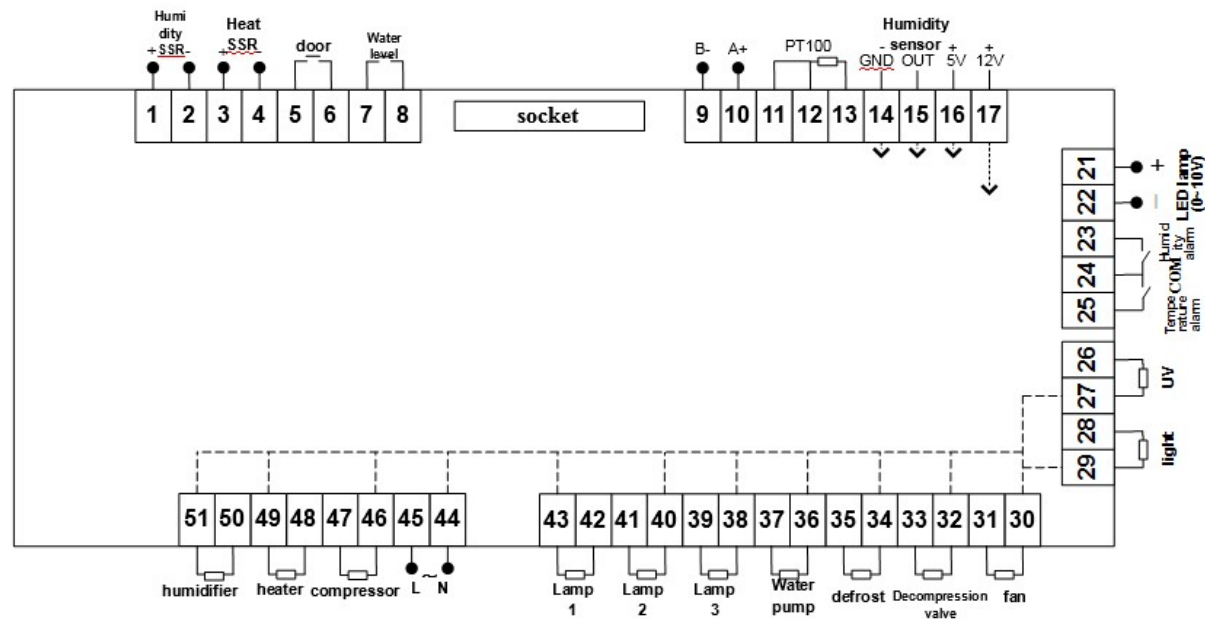 Humi
dity
+SSR-
Heat
SSR
+ -
door
Water
level
B-
A+
PT100
Humidity
sensor
- + +
GND OUT 5V 12V
1 2 3 4 5 6 7 8
socket
9 10 11 12 13 14 15 16 17
21
22
23
24
25
+
–
LED lamp
(0~10V)
Humid
ity
alarm
COM
Tempe
rature
alarm
26
27
28
29
UV
light
51 50 49 48 47 46 45 44
43 42 41 40 39 38 37 36 35 34 33 32 31 30
humidifier
heater
compressor
L ~ N
Lamp
1
Lamp
2
Lamp
3
Water
pump
defrost
Decompression
valve
fan